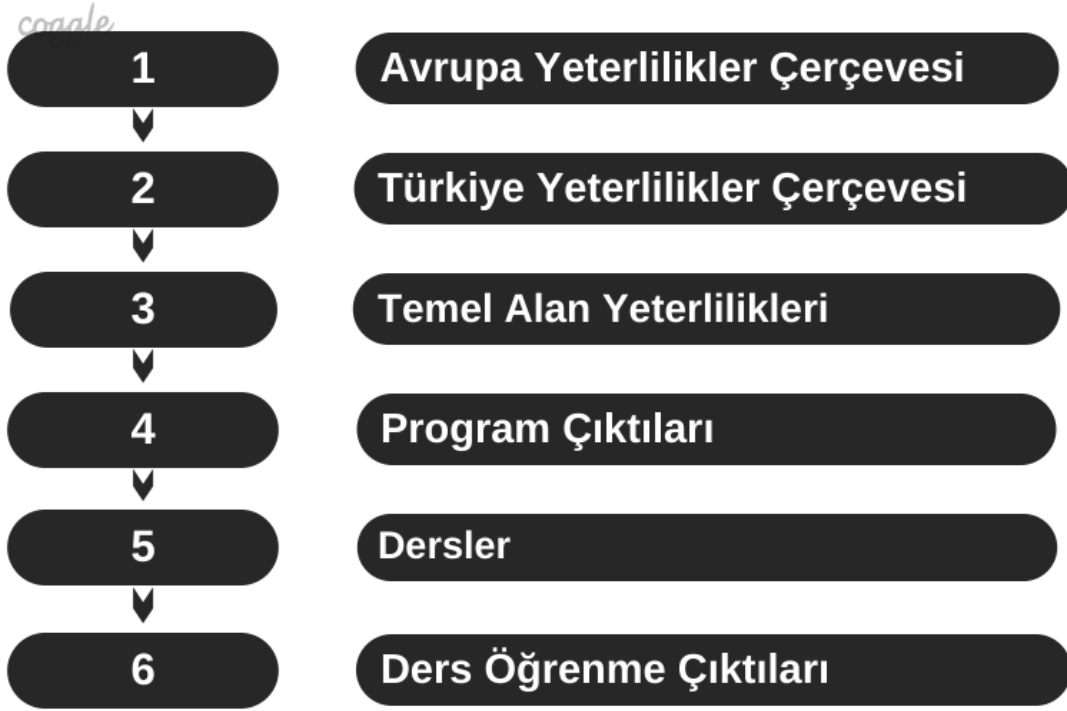 coggle
1
Avrupa Yeterlilikler Çerçevesi
2
Türkiye Yeterlilikler Çerçevesi
3
Temel Alan Yeterlilikleri
4
Program Çıktıları
5
Dersler
6
Ders Öğrenme Çıktıları